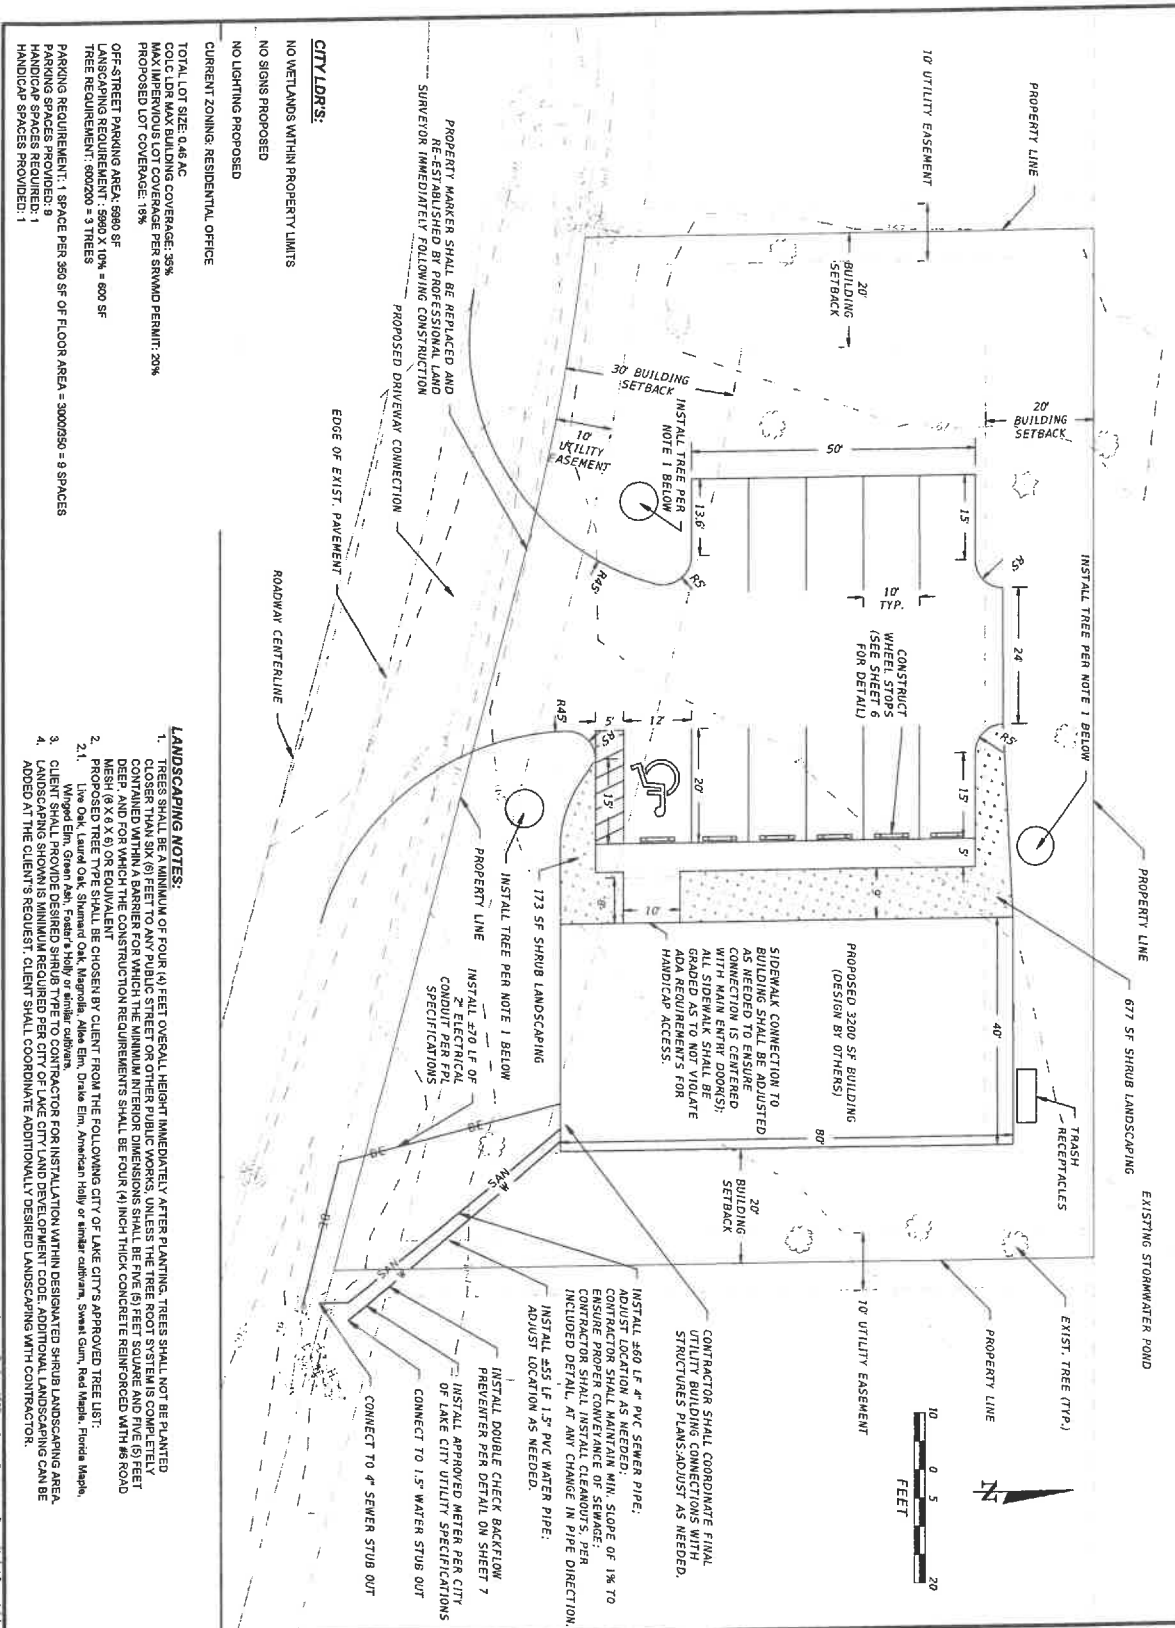 PROPERTY LINE
10' UTILITY EASEMENT
20'
BUILDING
SETBACK
20'
BUILDING
SETBACK
30' BUILDING
SETBACK
10'
UTILITY
EASEMENT
INSTALL TREE PER
NOTE 1 BELOW
50'
13.6'
15'
R5'
R5'
R45'
10'
TYP.
24'
INSTALL TREE PER NOTE 1 BELOW
CONSTRUCT
WHEEL STOPS
(SEE SHEET 6
FOR DETAIL)
R5'
15'
5'
R45'
5'
12'
R5'
15'
20'
PROPERTY LINE
677 SF SHRUB LANDSCAPING
EXISTING STORMWATER POND
9'
10'
40'
80'
PROPOSED 3200 SF BUILDING
(DESIGN BY OTHERS)
SIDEWALK CONNECTION TO
BUILDING SHALL BE ADJUSTED
AS NEEDED TO ENSURE
CONNECTION IS CENTERED
WITH MAIN ENTRY DOOR(S);
ALL SIDEWALK SHALL BE
GRADED AS TO NOT VIOLATE
ADA REQUIREMENTS FOR
HANDICAP ACCESS.
173 SF SHRUB LANDSCAPING
INSTALL TREE PER NOTE 1 BELOW
PROPERTY LINE
INSTALL ±70 LF OF
2" ELECTRICAL
CONDUIT PER FPL
SPECIFICATIONS
BE
BE
BE
SAN
W
SAN
W
TRASH
RECEPTACLES
20'
BUILDING
SETBACK
EXIST. TREE (TYP.)
PROPERTY LINE
10' UTILITY EASEMENT
CONTRACTOR SHALL COORDINATE FINAL
UTILITY BUILDING CONNECTIONS WITH
STRUCTURES PLANS;ADJUST AS NEEDED.
INSTALL ±60 LF 4" PVC SEWER PIPE;
ADJUST LOCATION AS NEEDED;
CONTRACTOR SHALL MAINTAIN MIN. SLOPE OF 1% TO
ENSURE PROPER CONVEYANCE OF SEWAGE;
CONTRACTOR SHALL INSTALL CLEANOUTS, PER
INCLUDED DETAIL, AT ANY CHANGE IN PIPE DIRECTION.
INSTALL ±55 LF 1.5" PVC WATER PIPE;
ADJUST LOCATION AS NEEDED.
INSTALL DOUBLE CHECK BACKFLOW
PREVENTER PER DETAIL ON SHEET 7
INSTALL APPROVED METER PER CITY
OF LAKE CITY UTILITY SPECIFICATIONS
CONNECT TO 1.5" WATER STUB OUT
CONNECT TO 4" SEWER STUB OUT
10 0 5 20
FEET
N
PROPERTY MARKER SHALL BE REPLACED AND
RE-ESTABLISHED BY PROFESSIONAL LAND
SURVEYOR IMMEDIATELY FOLLOWING CONSTRUCTION
PROPOSED DRIVEWAY CONNECTION
EDGE OF EXIST. PAVEMENT
ROADWAY CENTERLINE
CITY LDR'S:
NO WETLANDS WITHIN PROPERTY LIMITS
NO SIGNS PROPOSED
NO LIGHTING PROPOSED
CURRENT ZONING: RESIDENTIAL OFFICE
TOTAL LOT SIZE: 0.46 AC
COLC LDR MAX BUILDING COVERAGE: 35%
MAX IMPERVIOUS LOT COVERAGE PER SRWMD PERMIT: 20%
PROPOSED LOT COVERAGE: 16%
OFF-STREET PARKING AREA: 5960 SF
LANSCAPING REQUIREMENT : 5960 X 10% = 600 SF
TREE REQUIREMENT: 600/200 = 3 TREES
PARKING REQUIREMENT: 1 SPACE PER 350 SF OF FLOOR AREA = 3000/350 = 9 SPACES
PARKING SPACES PROVIDED: 9
HANDICAP SPACES REQUIRED: 1
HANDICAP SPACES PROVIDED: 1
LANDSCAPING NOTES:
1. TREES SHALL BE A MINIMUM OF FOUR (4) FEET OVERALL HEIGHT IMMEDIATELY AFTER PLANTING. TREES SHALL NOT BE PLANTED
CLOSER THAN SIX (6) FEET TO ANY PUBLIC STREET OR OTHER PUBLIC WORKS, UNLESS THE TREE ROOT SYSTEM IS COMPLETELY
CONTAINED WITHIN A BARRIER FOR WHICH THE MINIMUM INTERIOR DIMENSIONS SHALL BE FIVE (5) FEET SQUARE AND FIVE (5) FEET
DEEP, AND FOR WHICH THE CONSTRUCTION REQUIREMENTS SHALL BE FOUR (4) INCH THICK CONCRETE REINFORCED WITH #6 ROAD
MESH (6 X 6 X 6) OR EQUIVALENT
2. PROPOSED TREE TYPE SHALL BE CHOSEN BY CLIENT FROM THE FOLLOWING CITY OF LAKE CITY'S APPROVED TREE LIST:
2.1. Live Oak, Laurel Oak, Shumard Oak, Magnolia, Allee Elm, Drake Elm, American Holly or similar cultivars, Sweet Gum, Red Maple, Florida Maple,
Winged Elm, Green Ash, Foster's Holly or similar cultivars.
3. CLIENT SHALL PROVIDE DESIRED SHRUB TYPE TO CONTRACTOR FOR INSTALLATION WITHIN DESIGNATED SHRUB LANDSCAPING AREA.
4. LANDSCAPING SHOWN IS MINIMUM REQUIRED PER CITY OF LAKE CITY LAND DEVELOPMENT CODE. ADDITIONAL LANDSCAPING CAN BE
ADDED AT THE CLIENT'S REQUEST. CLIENT SHALL COORDINATE ADDITIONALLY DESIRED LANDSCAPING WITH CONTRACTOR.